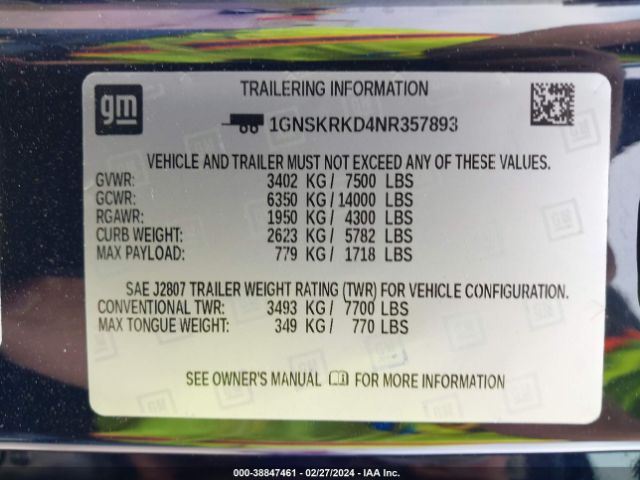 gm
TRAILERING INFORMATION
1GNSKRKD4NR357893
VEHICLE AND TRAILER MUST NOT EXCEED ANY OF THESE VALUES.
GVWR: 3402 KG / 7500 LBS
GCWR: 6350 KG / 14000 LBS
RGAWR: 1950 KG / 4300 LBS
CURB WEIGHT: 2623 KG / 5782 LBS
MAX PAYLOAD: 779 KG / 1718 LBS
SAE J2807 TRAILER WEIGHT RATING (TWR) FOR VEHICLE CONFIGURATION.
CONVENTIONAL TWR: 3493 KG / 7700 LBS
MAX TONGUE WEIGHT: 349 KG / 770 LBS
SEE OWNER'S MANUAL FOR MORE INFORMATION
000-38847461 - 02/27/2024 - IAA Inc.